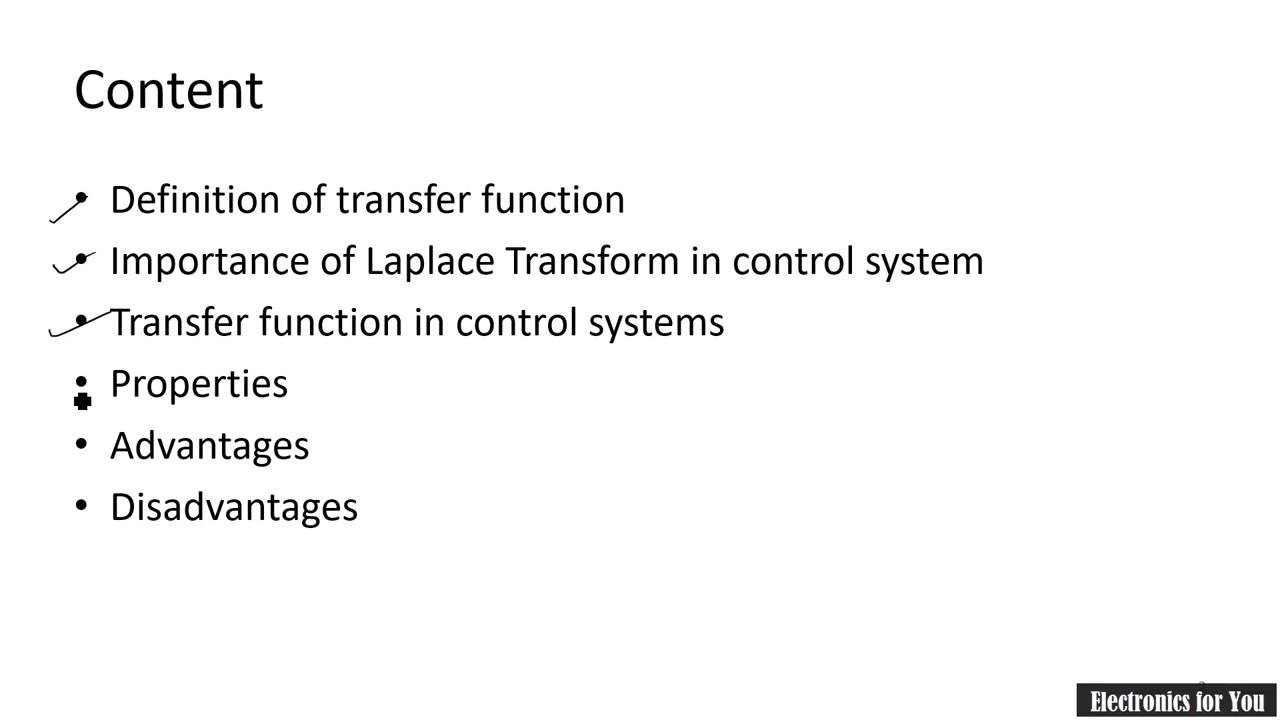 Content
• Definition of transfer function
• Importance of Laplace Transform in control system
• Transfer function in control systems
• Properties
• Advantages
• Disadvantages
Electronics for You